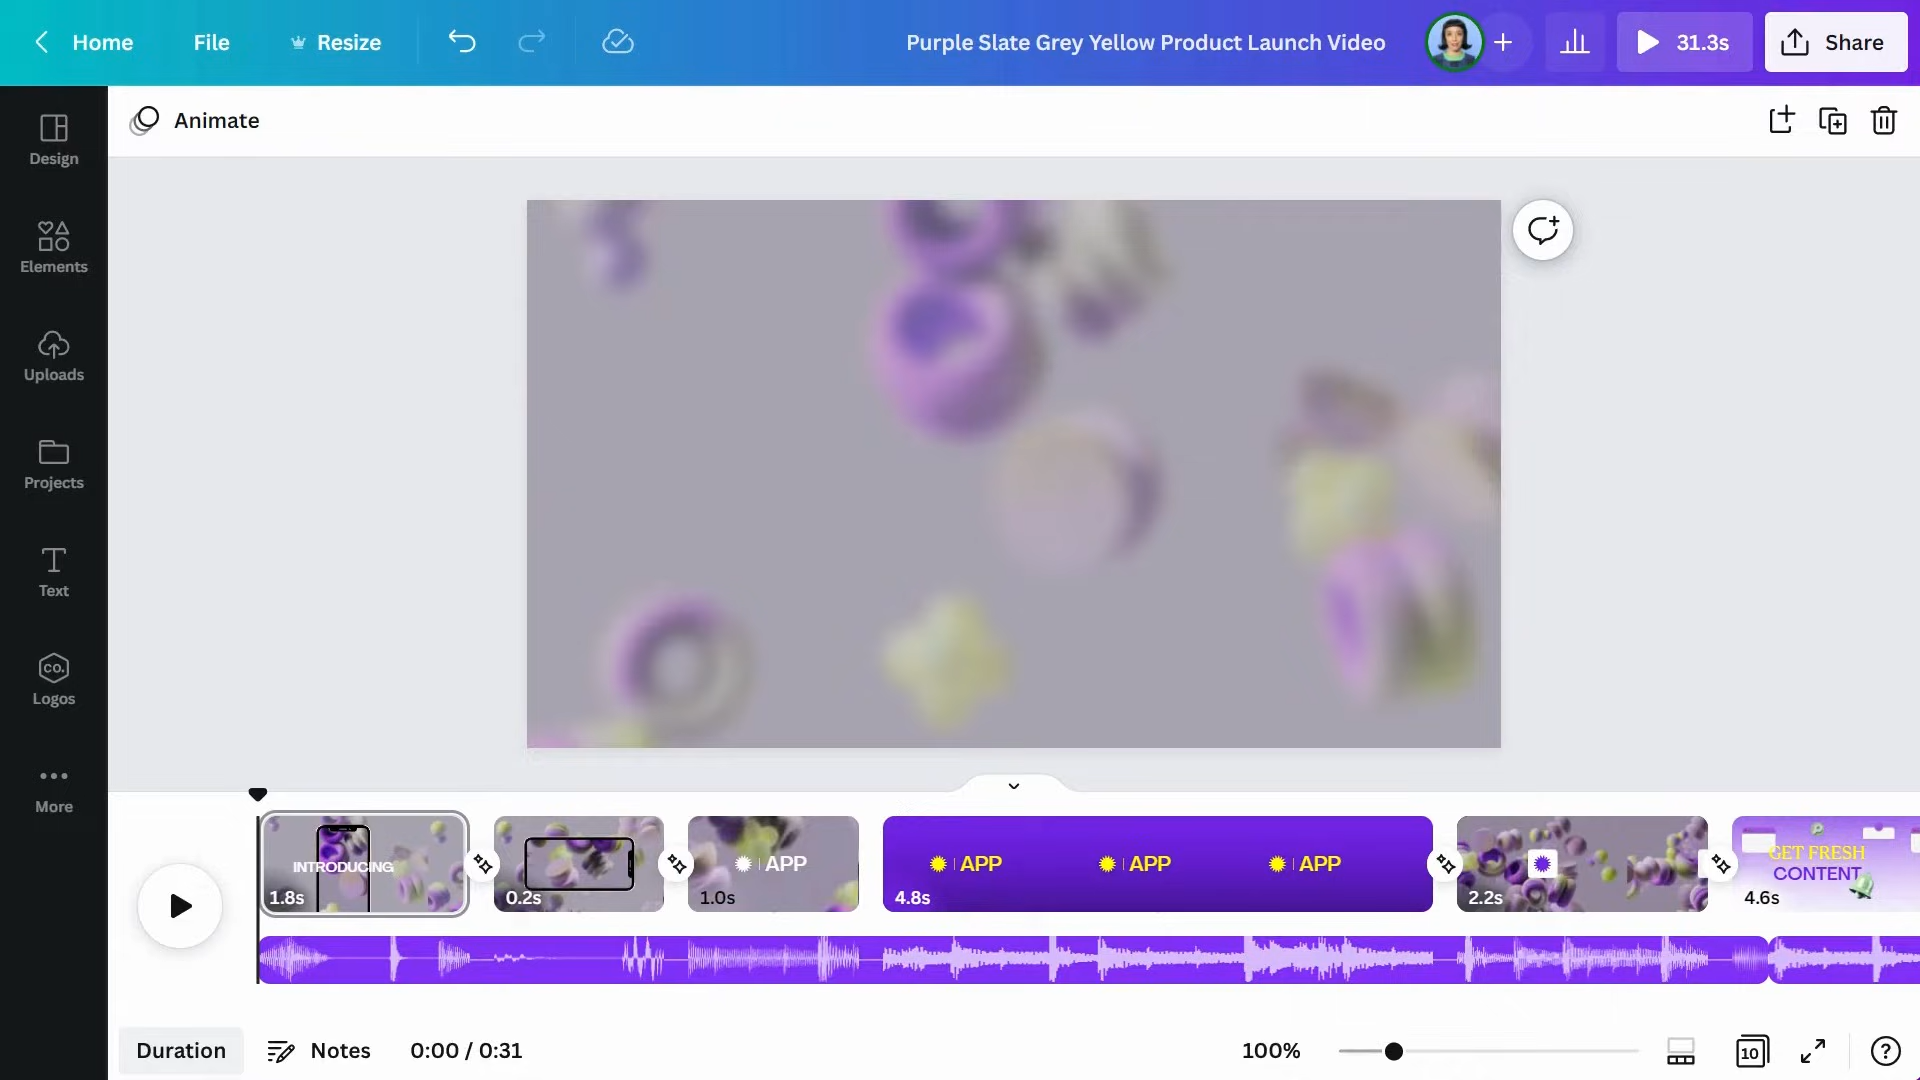 Home
File
Resize
Purple Slate Grey Yellow Product Launch Video
31.3s
Share
Animate
Design
Elements
Uploads
Projects
Text
CO.
Logos
More
INTRODUCING
1.8s
0.2s
APP
1.0s
APP
APP
APP
4.8s
2.2s
GET FRESH
CONTENT
4.6s
Duration
Notes
0:00 / 0:31
100%
10
?